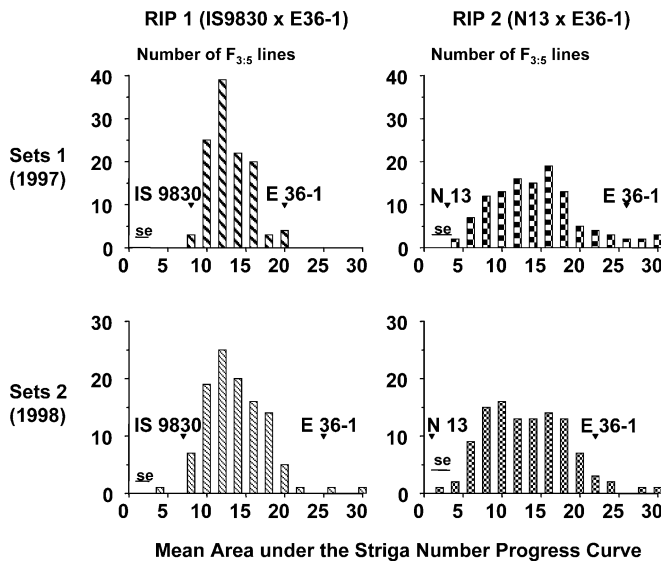 RIP 1 (IS9830 x E36-1)
RIP 2 (N13 x E36-1)
Number of F3:5 lines
Number of F3:5 lines
Sets 1
(1997)
40
30
20
10
0
IS 9830
E 36-1
se
0 5 10 15 20 25 30
40
30
20
10
0
N 13
E 36-1
se
0 5 10 15 20 25 30
Sets 2
(1998)
30
20
10
0
IS 9830
E 36-1
se
0 5 10 15 20 25 30
30
20
10
0
N 13
E 36-1
se
0 5 10 15 20 25 30
Mean Area under the Striga Number Progress Curve